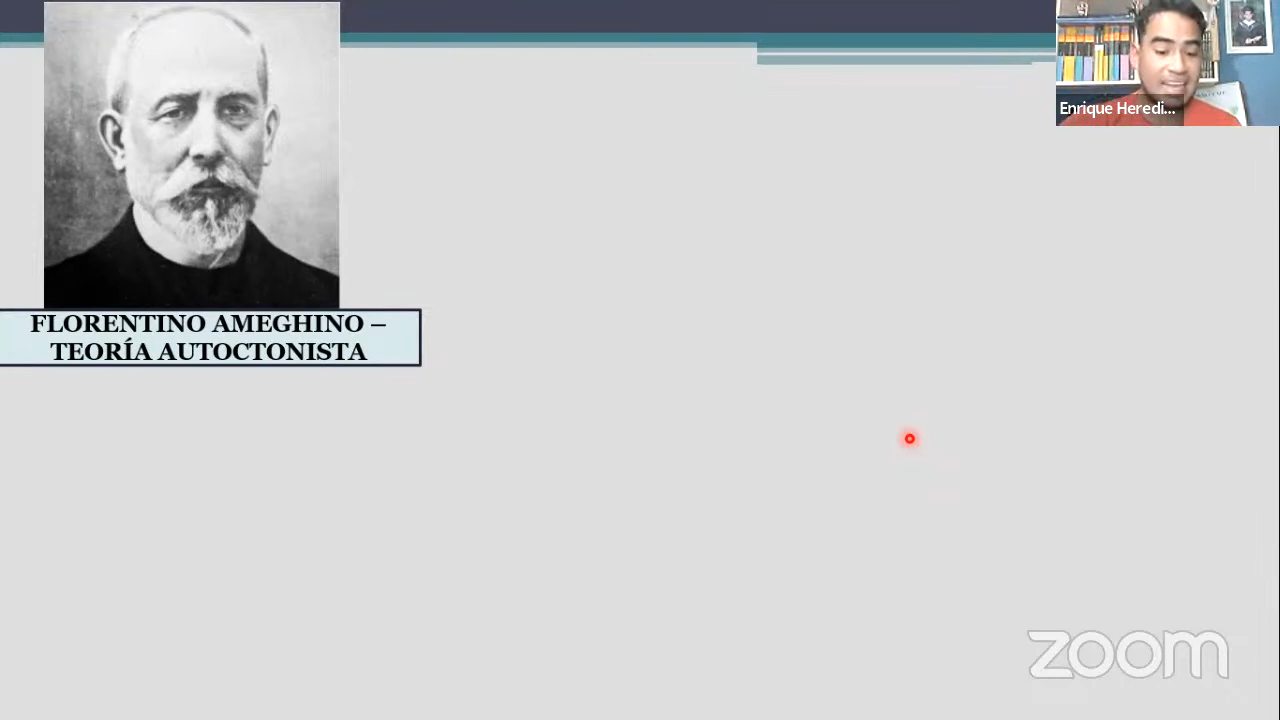 Enrique Heredi...
FLORENTINO AMEGHINO –
TEORÍA AUTOCTONISTA
zoom